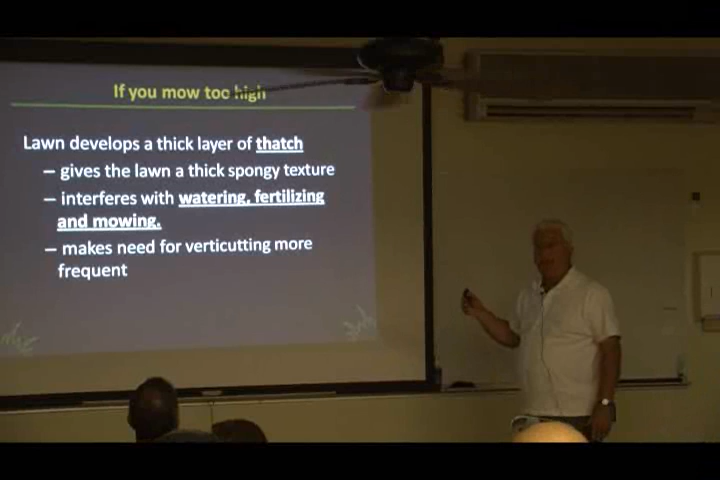 If you mow too high
Lawn develops a thick layer of thatch
– gives the lawn a thick spongy texture
– interferes with watering, fertilizing
and mowing.
– makes need for verticutting more
frequent